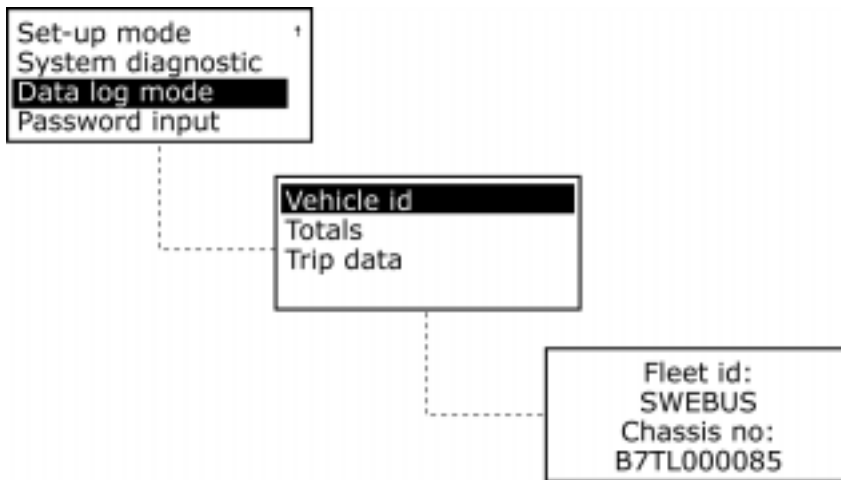 Set-up mode
System diagnostic
Data log mode
Password input
Vehicle id
Totals
Trip data
Fleet id:
SWEBUS
Chassis no:
B7TL000085